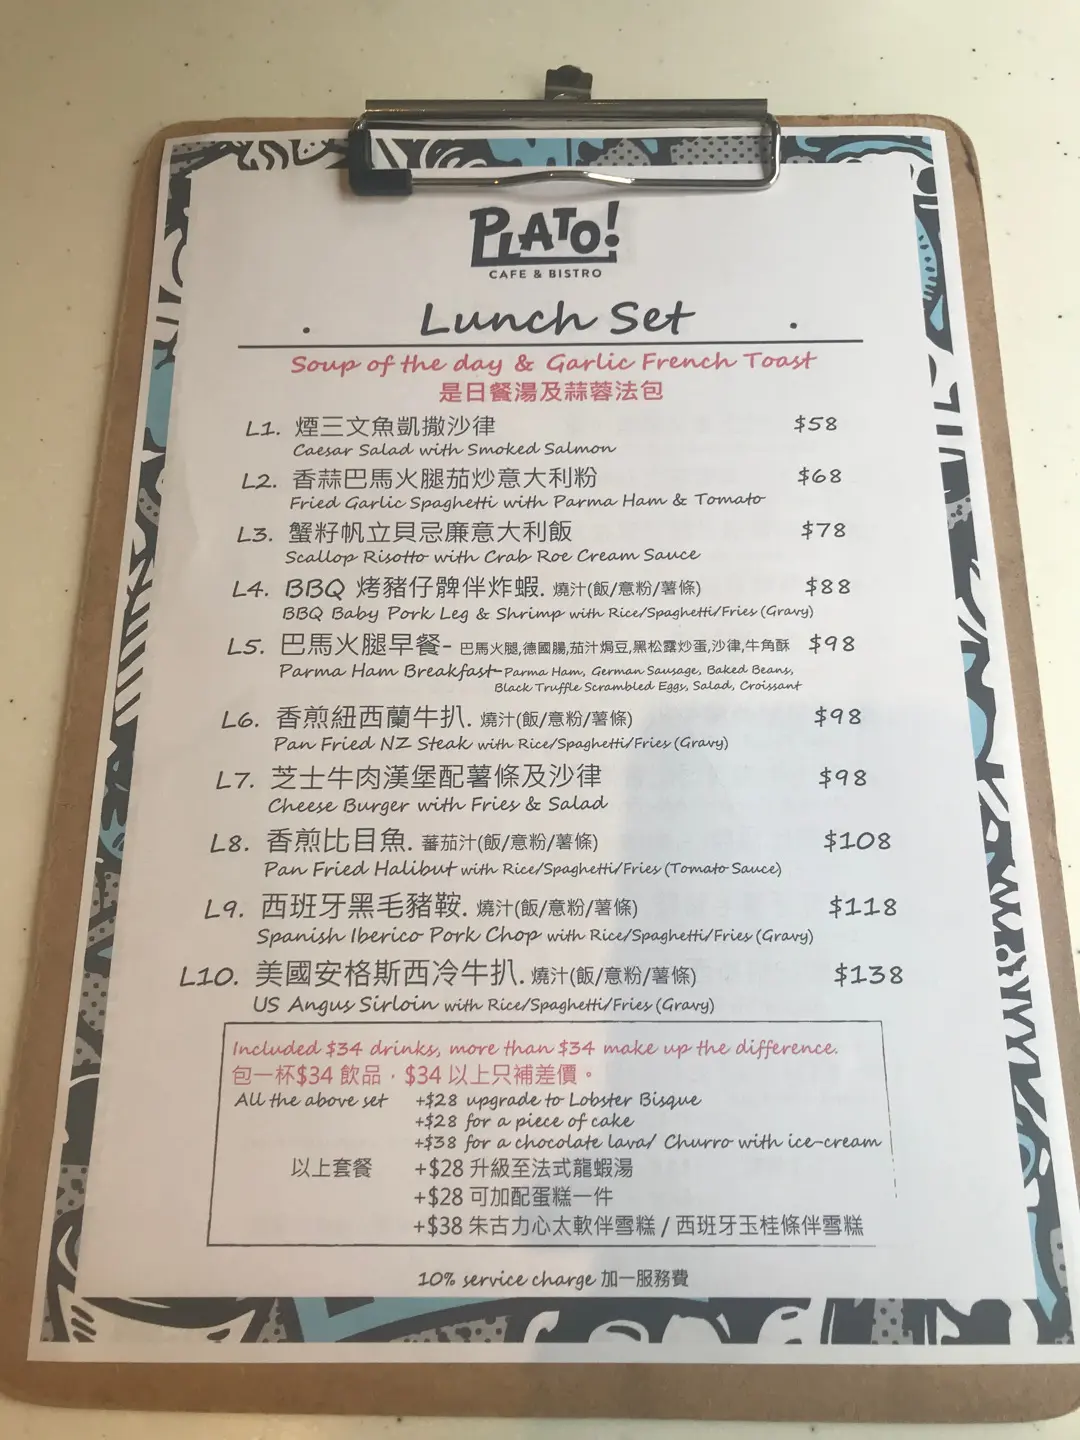 PLATO!
CAFE & BISTRO
Lunch Set
Soup of the day & Garlic French Toast
是日餐湯及蒜蓉法包
L1. 煙三文魚凱撒沙律 $58
Caesar Salad with Smoked Salmon
L2. 香蒜巴馬火腿茄炒意大利粉 $68
Fried Garlic Spaghetti with Parma Ham & Tomato
L3. 蟹籽帆立貝忌廉意大利飯 $78
Scallop Risotto with Crab Roe Cream Sauce
L4. BBQ 烤豬仔髀伴炸蝦. 燒汁(飯/意粉/薯條) $88
BBQ Baby Pork Leg & Shrimp with Rice/Spaghetti/Fries (Gravy)
L5. 巴馬火腿早餐- 巴馬火腿,德國腸,茄汁焗豆,黑松露炒蛋,沙律,牛角酥 $98
Parma Ham Breakfast-Parma Ham, German Sausage, Baked Beans,
Black Truffle Scrambled Eggs, Salad, Croissant
L6. 香煎紐西蘭牛扒. 燒汁(飯/意粉/薯條) $98
Pan Fried NZ Steak with Rice/Spaghetti/Fries (Gravy)
L7. 芝士牛肉漢堡配薯條及沙律 $98
Cheese Burger with Fries & Salad
L8. 香煎比目魚. 蕃茄汁(飯/意粉/薯條) $108
Pan Fried Halibut with Rice/Spaghetti/Fries (Tomato Sauce)
L9. 西班牙黑毛豬鞍. 燒汁(飯/意粉/薯條) $118
Spanish Iberico Pork Chop with Rice/Spaghetti/Fries (Gravy)
L10. 美國安格斯西冷牛扒. 燒汁(飯/意粉/薯條) $138
US Angus Sirloin with Rice/Spaghetti/Fries (Gravy)
Included $34 drinks, more than $34 make up the difference.
包一杯$34 飲品，$34 以上只補差價。
All the above set +$28 upgrade to Lobster Bisque
+$28 for a piece of cake
+$38 for a chocolate lava/ Churro with ice-cream
以上套餐 +$28 升級至法式龍蝦湯
+$28 可加配蛋糕一件
+$38 朱古力心太軟伴雪糕 / 西班牙玉桂條伴雪糕
10% service charge 加一服務費